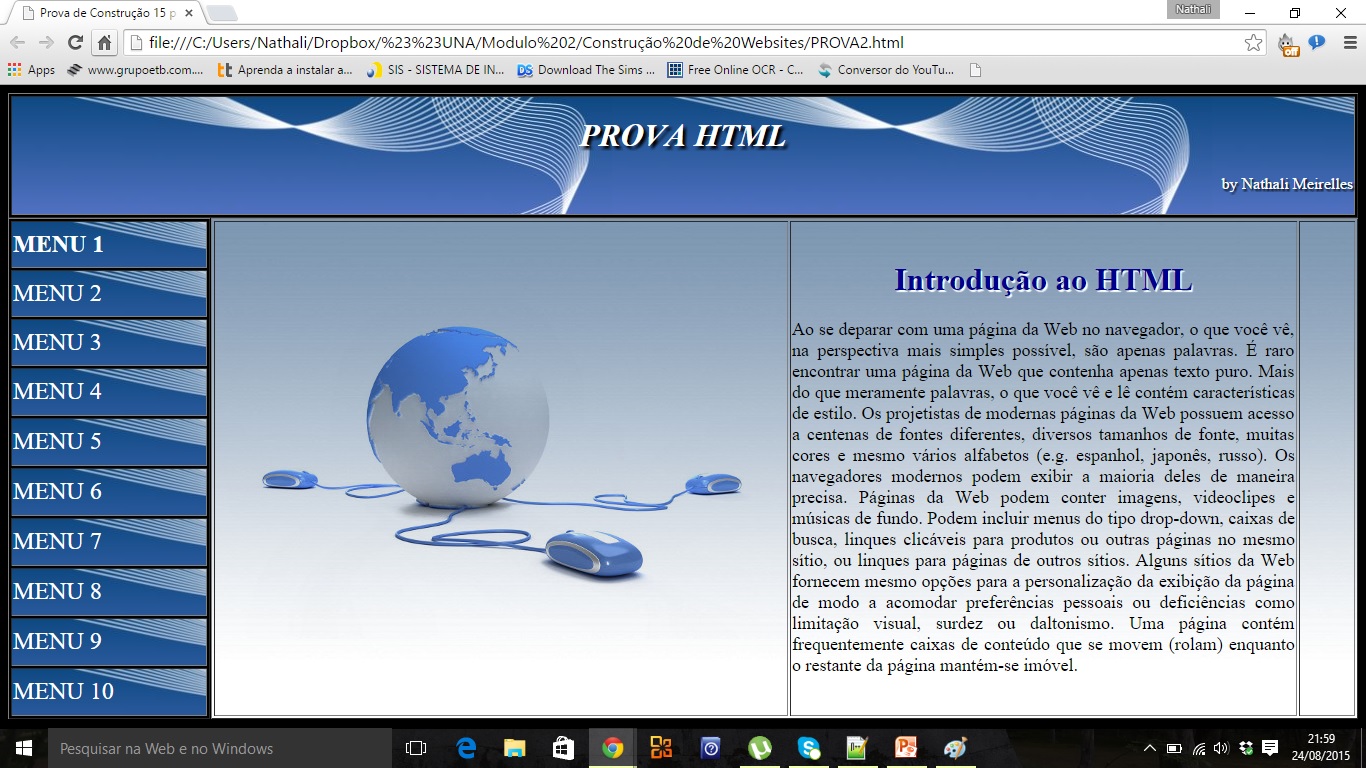 Prova de Construção 15 p
Nathali
file:///C:/Users/Nathali/Dropbox/%23%23UNA/Modulo%202/Construção%20de%20Websites/PROVA2.html
Apps www.grupoetb.com.... Aprenda a instalar a... SIS - SISTEMA DE IN... Download The Sims ... Free Online OCR - C... Conversor do YouTu...
PROVA HTML
by Nathali Meirelles
MENU 1
MENU 2
MENU 3
MENU 4
MENU 5
MENU 6
MENU 7
MENU 8
MENU 9
MENU 10
Introdução ao HTML
Ao se deparar com uma página da Web no navegador, o que você vê,
na perspectiva mais simples possível, são apenas palavras. É raro
encontrar uma página da Web que contenha apenas texto puro. Mais
do que meramente palavras, o que você vê e lê contém características
de estilo. Os projetistas de modernas páginas da Web possuem acesso
a centenas de fontes diferentes, diversos tamanhos de fonte, muitas
cores e mesmo vários alfabetos (e.g. espanhol, japonês, russo). Os
navegadores modernos podem exibir a maioria deles de maneira
precisa. Páginas da Web podem conter imagens, videoclipes e
músicas de fundo. Podem incluir menus do tipo drop-down, caixas de
busca, linques clicáveis para produtos ou outras páginas no mesmo
sítio, ou linques para páginas de outros sítios. Alguns sítios da Web
fornecem mesmo opções para a personalização da exibição da página
de modo a acomodar preferências pessoais ou deficiências como
limitação visual, surdez ou daltonismo. Uma página contém
frequentemente caixas de conteúdo que se movem (rolam) enquanto
o restante da página mantém-se imóvel.
Pesquisar na Web e no Windows
21:59
24/08/2015